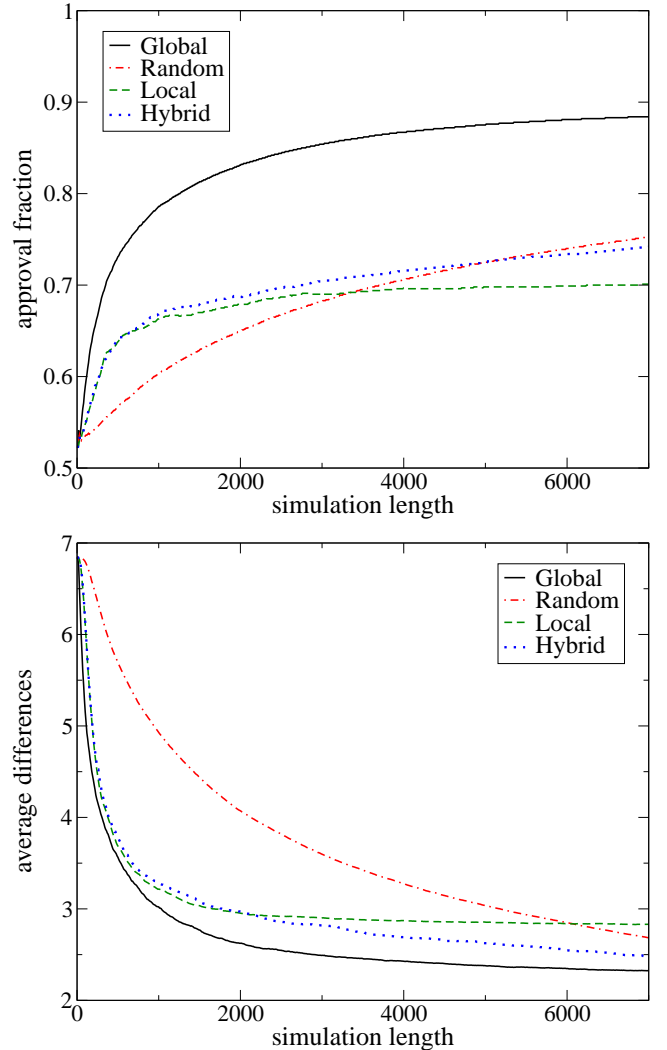 1
Global
Random
Local
Hybrid
0.9
0.8
0.7
0.6
0.5
approval fraction
0 2000 4000 6000
simulation length
7
Global
Random
Local
Hybrid
6
5
4
3
2
average differences
0 2000 4000 6000
simulation length